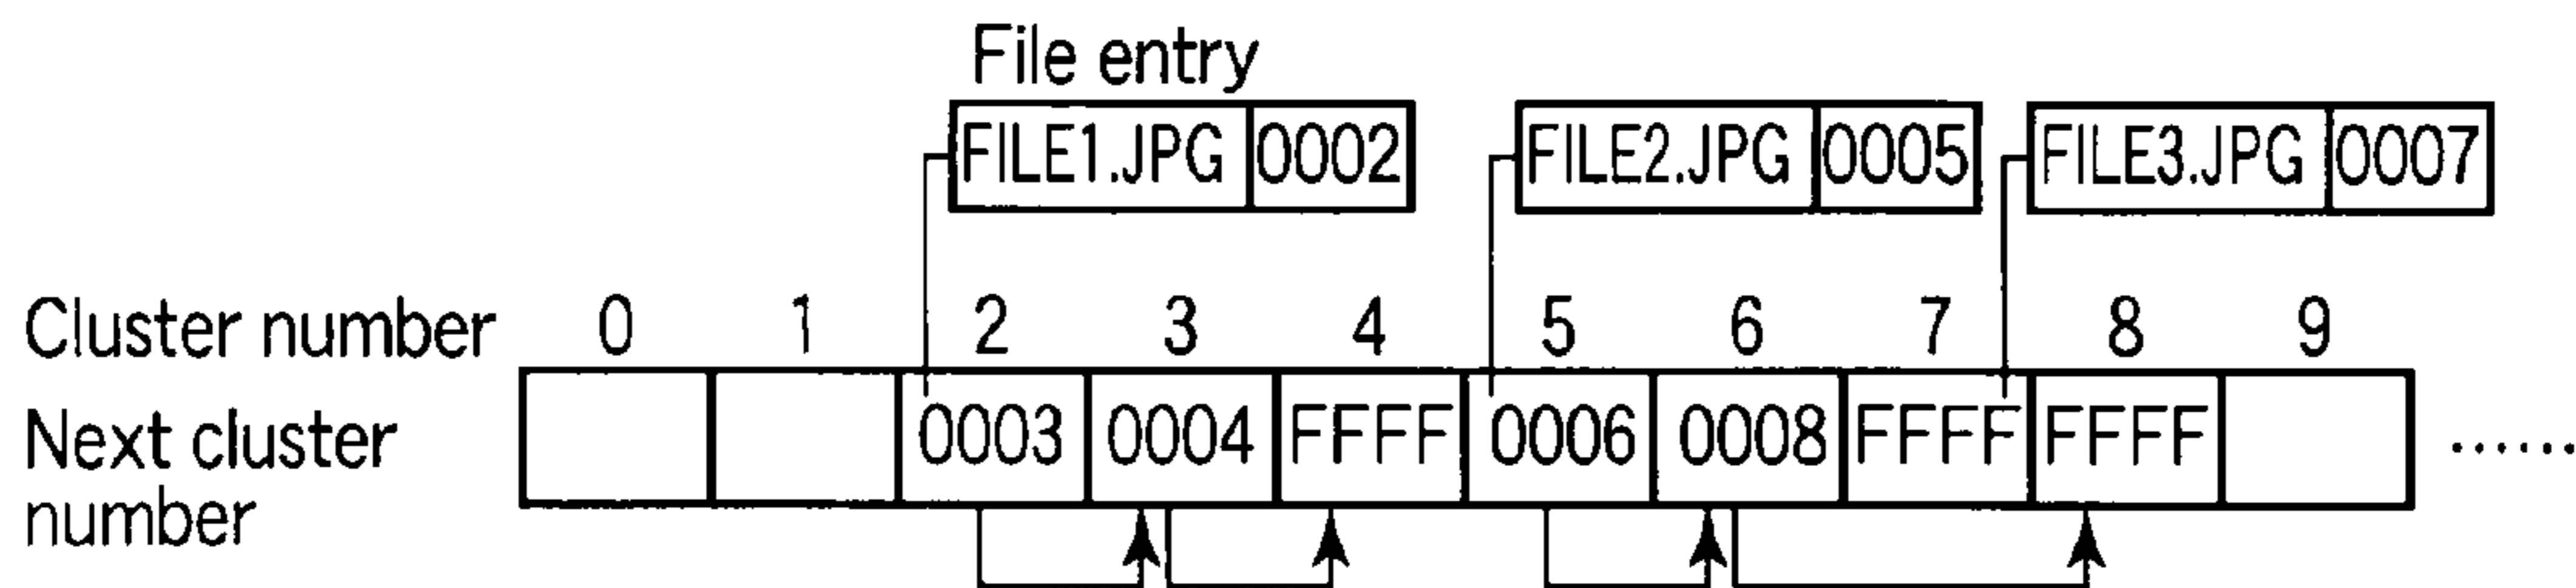 File entry
FILE1.JPG 0002 FILE2.JPG 0005 FILE3.JPG 0007
Cluster number 0 1 2 3 4 5 6 7 8 9
Next cluster number 0003 0004 FFFF 0006 0008 FFFF FFFF ......